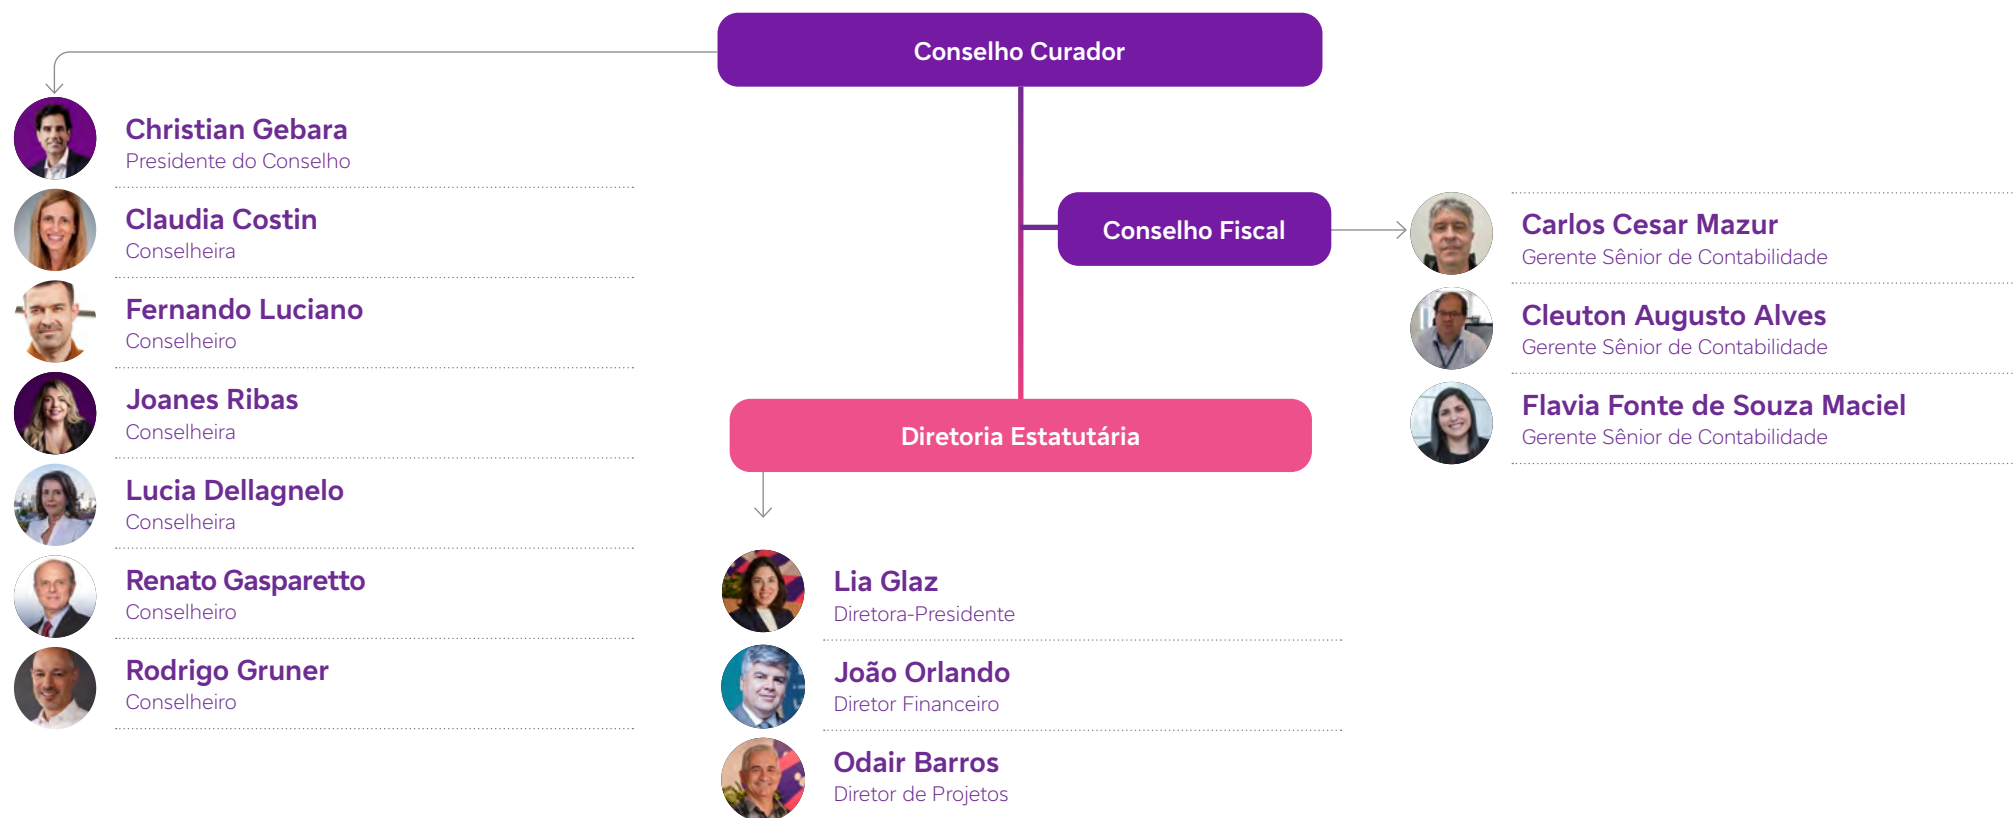 Conselho Curador
Christian Gebara
Presidente do Conselho
Claudia Costin
Conselheira
Fernando Luciano
Conselheiro
Joanes Ribas
Conselheira
Lucia Dellagnelo
Conselheira
Renato Gasparetto
Conselheiro
Rodrigo Gruner
Conselheiro
Conselho Fiscal
Carlos Cesar Mazur
Gerente Sênior de Contabilidade
Cleuton Augusto Alves
Gerente Sênior de Contabilidade
Flavia Fonte de Souza Maciel
Gerente Sênior de Contabilidade
Diretoria Estatutária
Lia Glaz
Diretora-Presidente
João Orlando
Diretor Financeiro
Odair Barros
Diretor de Projetos